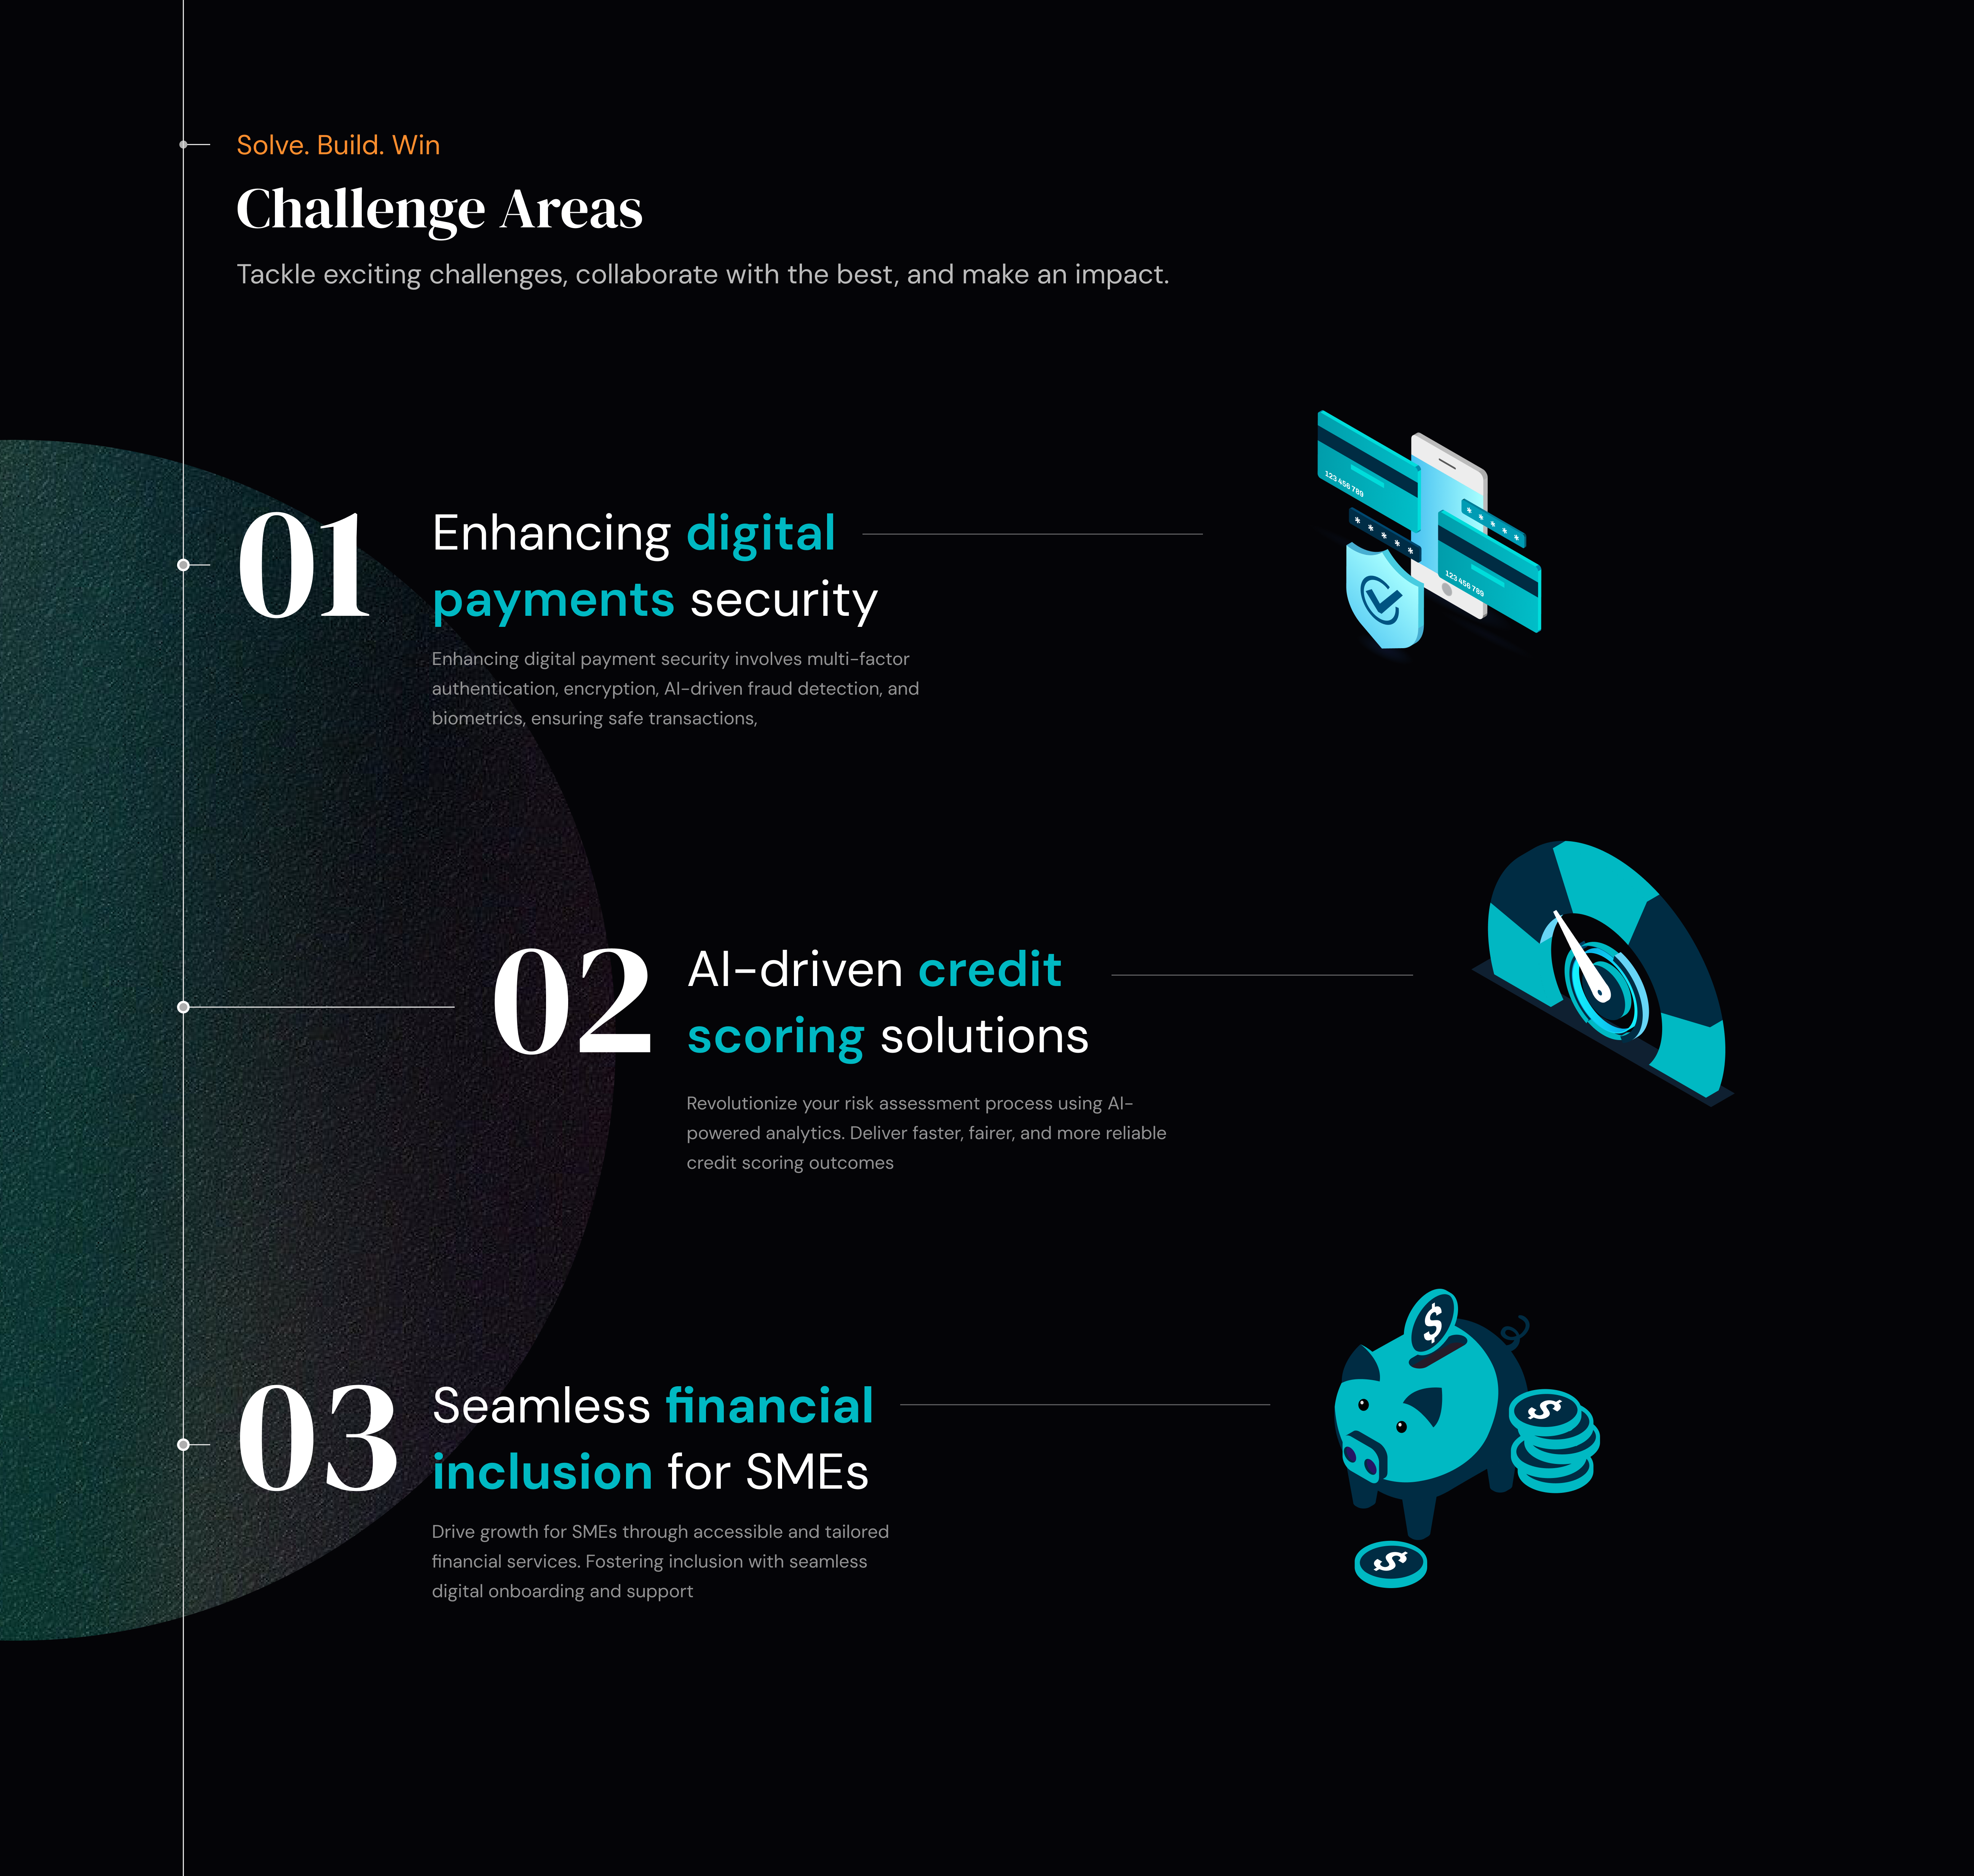 Solve. Build. Win
Challenge Areas
Tackle exciting challenges, collaborate with the best, and make an impact.
01
Enhancing digital
payments security
Enhancing digital payment security involves multi-factor
authentication, encryption, AI-driven fraud detection, and
biometrics, ensuring safe transactions,
123 456 789
* * * *
* * * * *
123 456 789
02
AI-driven credit
scoring solutions
Revolutionize your risk assessment process using AI-
powered analytics. Deliver faster, fairer, and more reliable
credit scoring outcomes
03
Seamless financial
inclusion for SMEs
Drive growth for SMEs through accessible and tailored
financial services. Fostering inclusion with seamless
digital onboarding and support
$
$
$